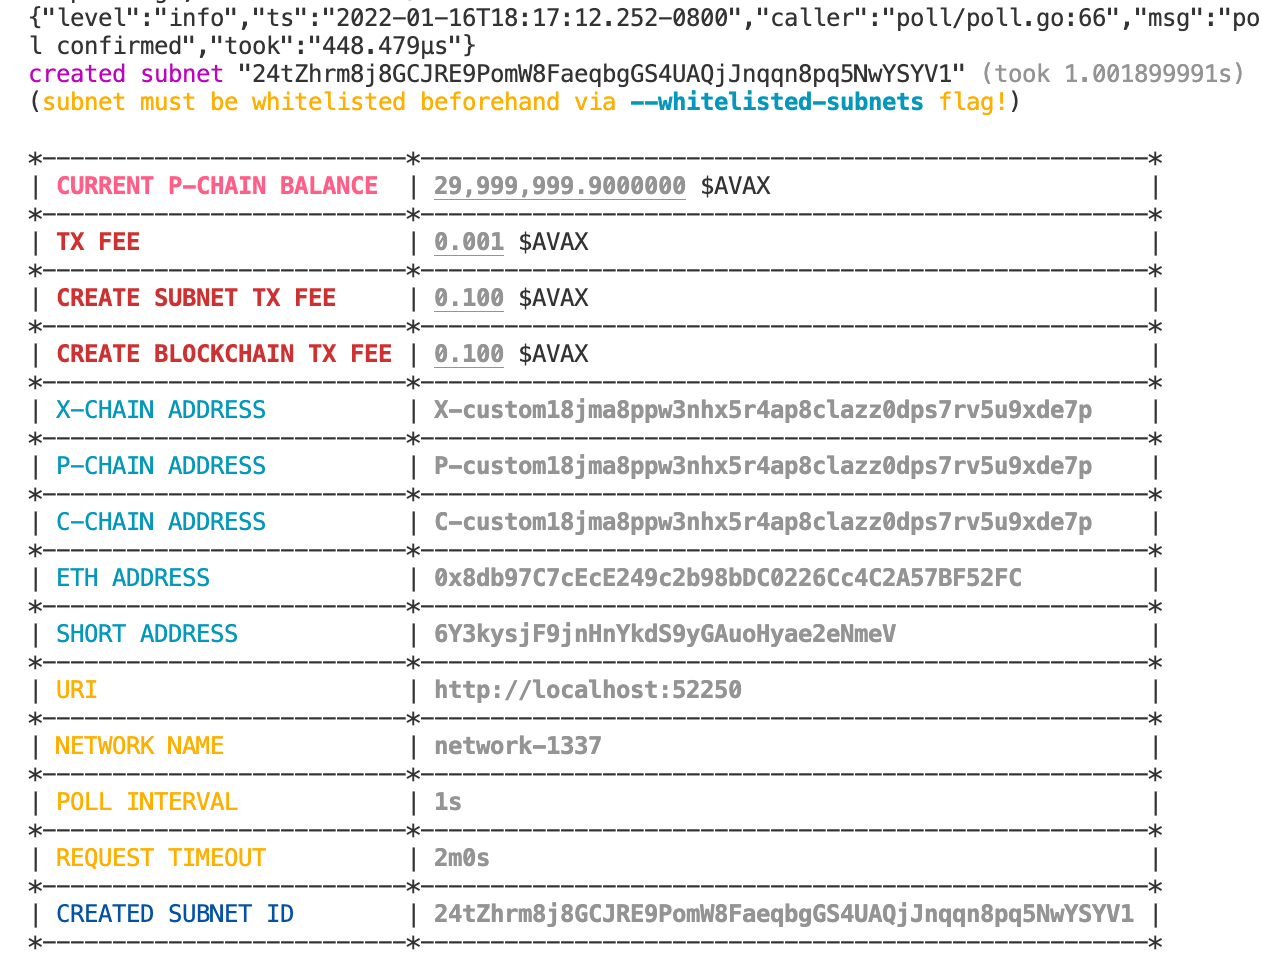 {"level":"info","ts":"2022-01-16T18:17:12.252-0800","caller":"poll/poll.go:66","msg":"po
l confirmed","took":"448.479µs"}
created subnet "24tZhrm8j8GCJRE9PomW8FaeqbgGS4UAQjJnqqn8pq5NwYSYV1" (took 1.001899991s)
(subnet must be whitelisted beforehand via --whitelisted-subnets flag!)
*----------------------------*----------------------------------------------------*
| CURRENT P-CHAIN BALANCE | 29,999,999.9000000 $AVAX |
*----------------------------*----------------------------------------------------*
| TX FEE | 0.001 $AVAX |
*----------------------------*----------------------------------------------------*
| CREATE SUBNET TX FEE | 0.100 $AVAX |
*----------------------------*----------------------------------------------------*
| CREATE BLOCKCHAIN TX FEE | 0.100 $AVAX |
*----------------------------*----------------------------------------------------*
| X-CHAIN ADDRESS | X-custom18jma8ppw3nhx5r4ap8clazz0dps7rv5u9xde7p |
*----------------------------*----------------------------------------------------*
| P-CHAIN ADDRESS | P-custom18jma8ppw3nhx5r4ap8clazz0dps7rv5u9xde7p |
*----------------------------*----------------------------------------------------*
| C-CHAIN ADDRESS | C-custom18jma8ppw3nhx5r4ap8clazz0dps7rv5u9xde7p |
*----------------------------*----------------------------------------------------*
| ETH ADDRESS | 0x8db97C7cEcE249c2b98bDC0226Cc4C2A57BF52FC |
*----------------------------*----------------------------------------------------*
| SHORT ADDRESS | 6Y3kysjF9jnHnYkdS9yGAuoHyae2eNmeV |
*----------------------------*----------------------------------------------------*
| URI | http://localhost:52250 |
*----------------------------*----------------------------------------------------*
| NETWORK NAME | network-1337 |
*----------------------------*----------------------------------------------------*
| POLL INTERVAL | 1s |
*----------------------------*----------------------------------------------------*
| REQUEST TIMEOUT | 2m0s |
*----------------------------*----------------------------------------------------*
| CREATED SUBNET ID | 24tZhrm8j8GCJRE9PomW8FaeqbgGS4UAQjJnqqn8pq5NwYSYV1 |
*----------------------------*----------------------------------------------------*